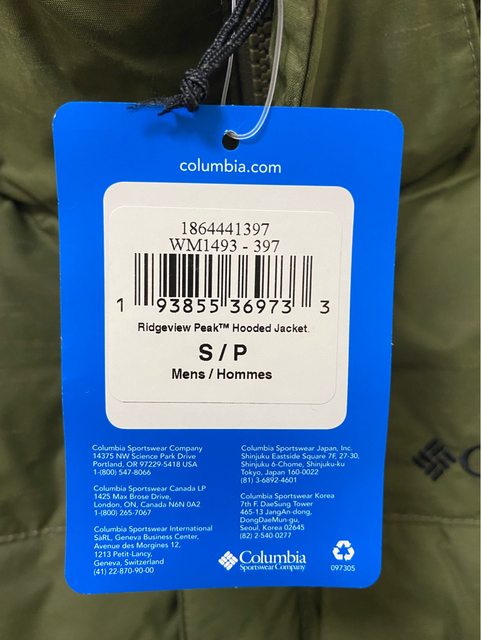 columbia.com
1864441397
WM1493 - 397
1 93855 36973 3
Ridgeview Peak™ Hooded Jacket.
S / P
Mens / Hommes
Columbia Sportswear Company
14375 NW Science Park Drive
Portland, OR 97229-5418 USA
1-(800) 547-8066
Columbia Sportswear Canada LP
1425 Max Brose Drive,
London, ON, Canada N6N 0A2
1-(800) 265-7067
Columbia Sportswear International
SàRL, Geneva Business Center,
Avenue des Morgines 12,
1213 Petit-Lancy,
Geneva, Switzerland
(41) 22-870-90-00
Columbia Sportswear Japan, Inc.
Shinjuku Eastside Square 7F, 27-30,
Shinjuku 6-Chome, Shinjuku-ku
Tokyo, Japan 160-0022
(81) 3-6892-4601
Columbia Sportswear Korea
7th F. DaeSung Tower
465-13 JangAn-dong,
DongDaeMun-gu,
Seoul, Korea 02645
(82) 2-540-0277
Columbia
Sportswear Company
097305